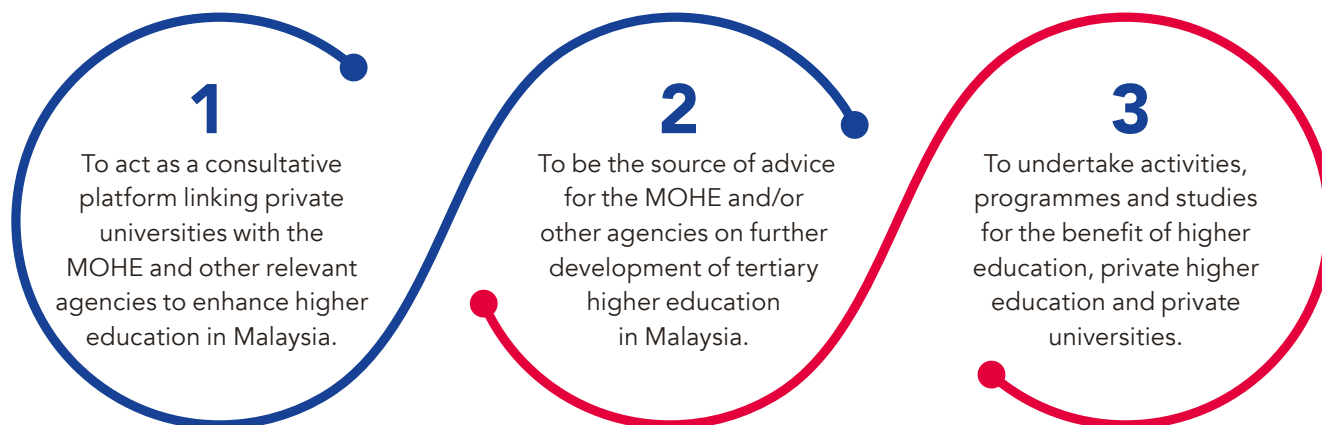 1
To act as a consultative
platform linking private
universities with the
MOHE and other relevant
agencies to enhance higher
education in Malaysia.
2
To be the source of advice
for the MOHE and/or
other agencies on further
development of tertiary
higher education
in Malaysia.
3
To undertake activities,
programmes and studies
for the benefit of higher
education, private higher
education and private
universities.